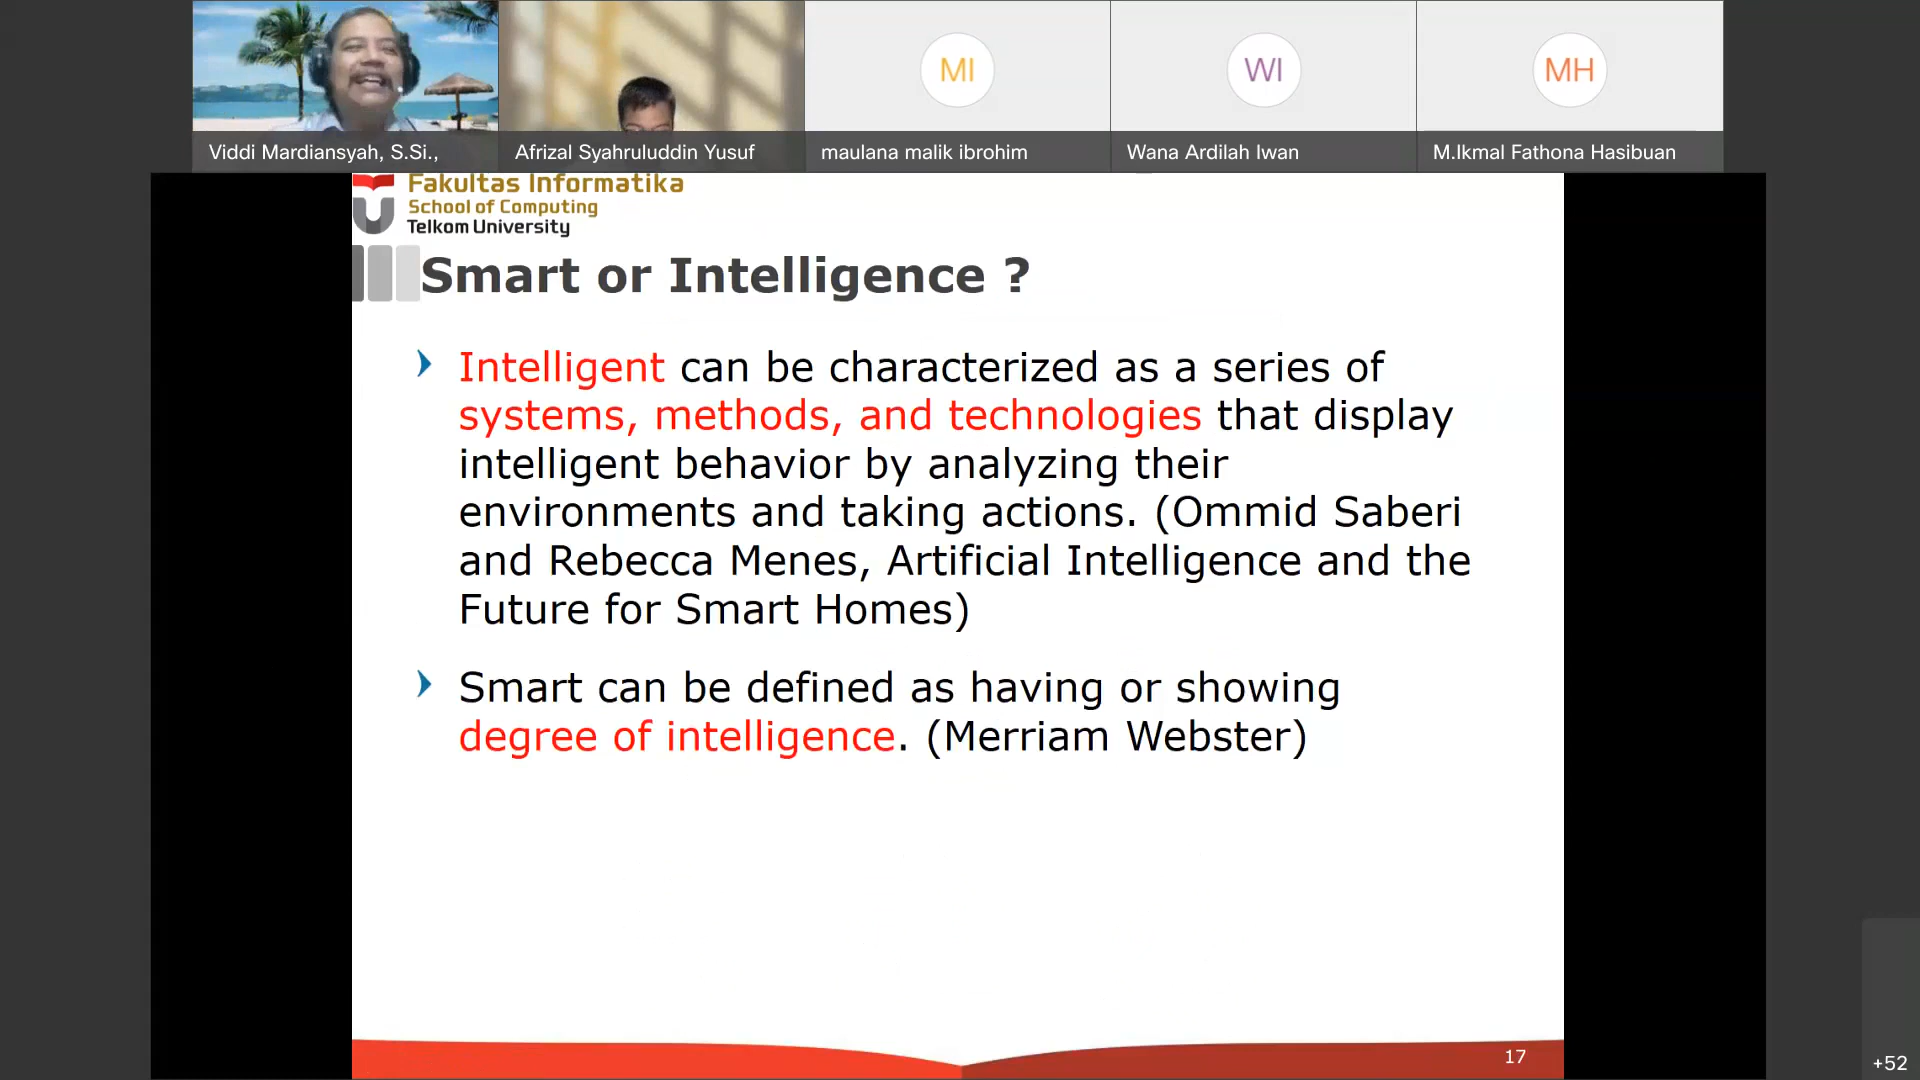 MI
WI
MH
Viddi Mardiansyah, S.Si.,
Afrizal Syahruluddin Yusuf
maulana malik ibrohim
Wana Ardilah Iwan
M.Ikmal Fathona Hasibuan
Fakultas Informatika
School of Computing
Telkom University
Smart or Intelligence ?
Intelligent can be characterized as a series of
systems, methods, and technologies that display
intelligent behavior by analyzing their
environments and taking actions. (Ommid Saberi
and Rebecca Menes, Artificial Intelligence and the
Future for Smart Homes)
Smart can be defined as having or showing
degree of intelligence. (Merriam Webster)
17
+52